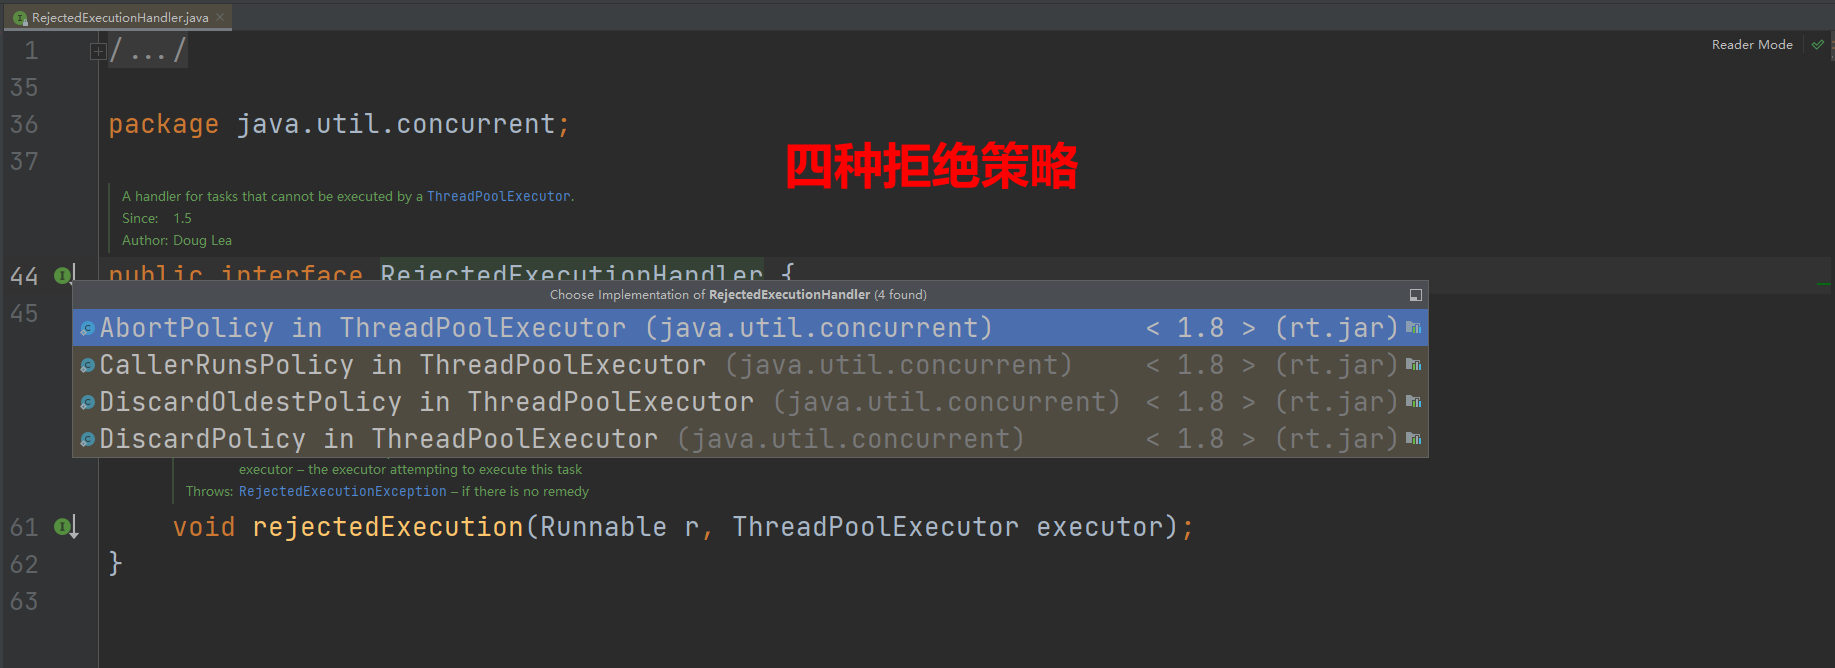 RejectedExecutionHandler.java
Reader Mode
1 /.../
35
36 package java.util.concurrent;
37
四种拒绝策略
A handler for tasks that cannot be executed by a ThreadPoolExecutor.
Since: 1.5
Author: Doug Lea
44 public interface RejectedExecutionHandler {
45
Choose Implementation of RejectedExecutionHandler (4 found)
AbortPolicy in ThreadPoolExecutor (java.util.concurrent) < 1.8 > (rt.jar)
CallerRunsPolicy in ThreadPoolExecutor (java.util.concurrent) < 1.8 > (rt.jar)
DiscardOldestPolicy in ThreadPoolExecutor (java.util.concurrent) < 1.8 > (rt.jar)
DiscardPolicy in ThreadPoolExecutor (java.util.concurrent) < 1.8 > (rt.jar)
executor – the executor attempting to execute this task
Throws: RejectedExecutionException – if there is no remedy
61 void rejectedExecution(Runnable r, ThreadPoolExecutor executor);
62 }
63